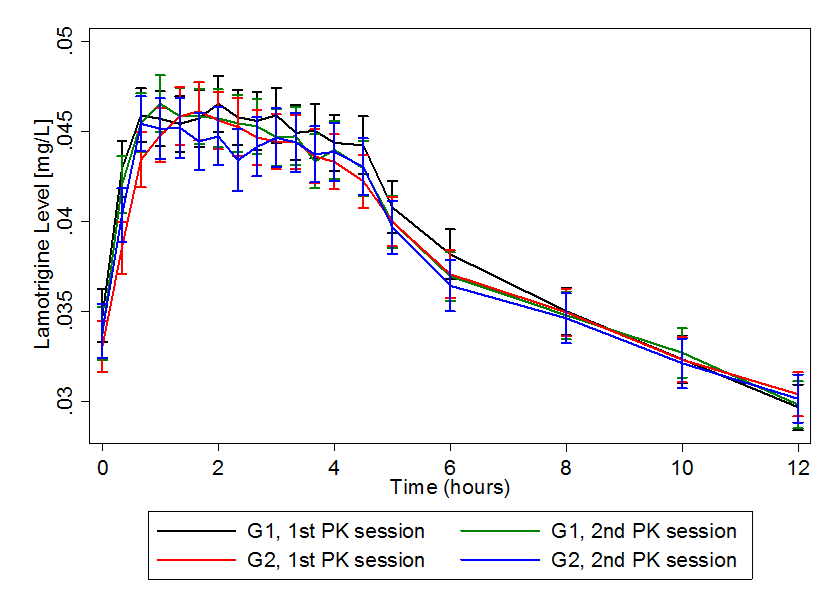 .05
.045
.04
.035
.03
Lamotrigine Level [mg/L]
0 2 4 6 8 10 12
Time (hours)
G1, 1st PK session G1, 2nd PK session
G2, 1st PK session G2, 2nd PK session